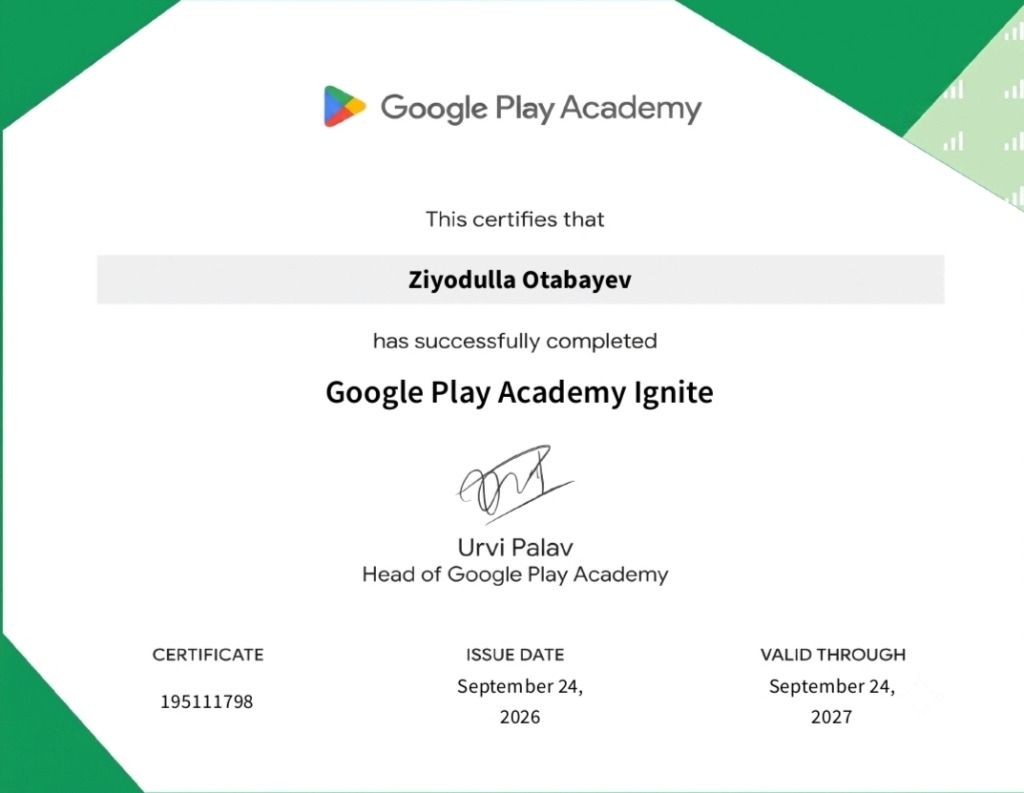 Google Play Academy
This certifies that
Ziyodulla Otabayev
has successfully completed
Google Play Academy Ignite
Urvi Palav
Head of Google Play Academy
CERTIFICATE
195111798
ISSUE DATE
September 24,
2026
VALID THROUGH
September 24,
2027